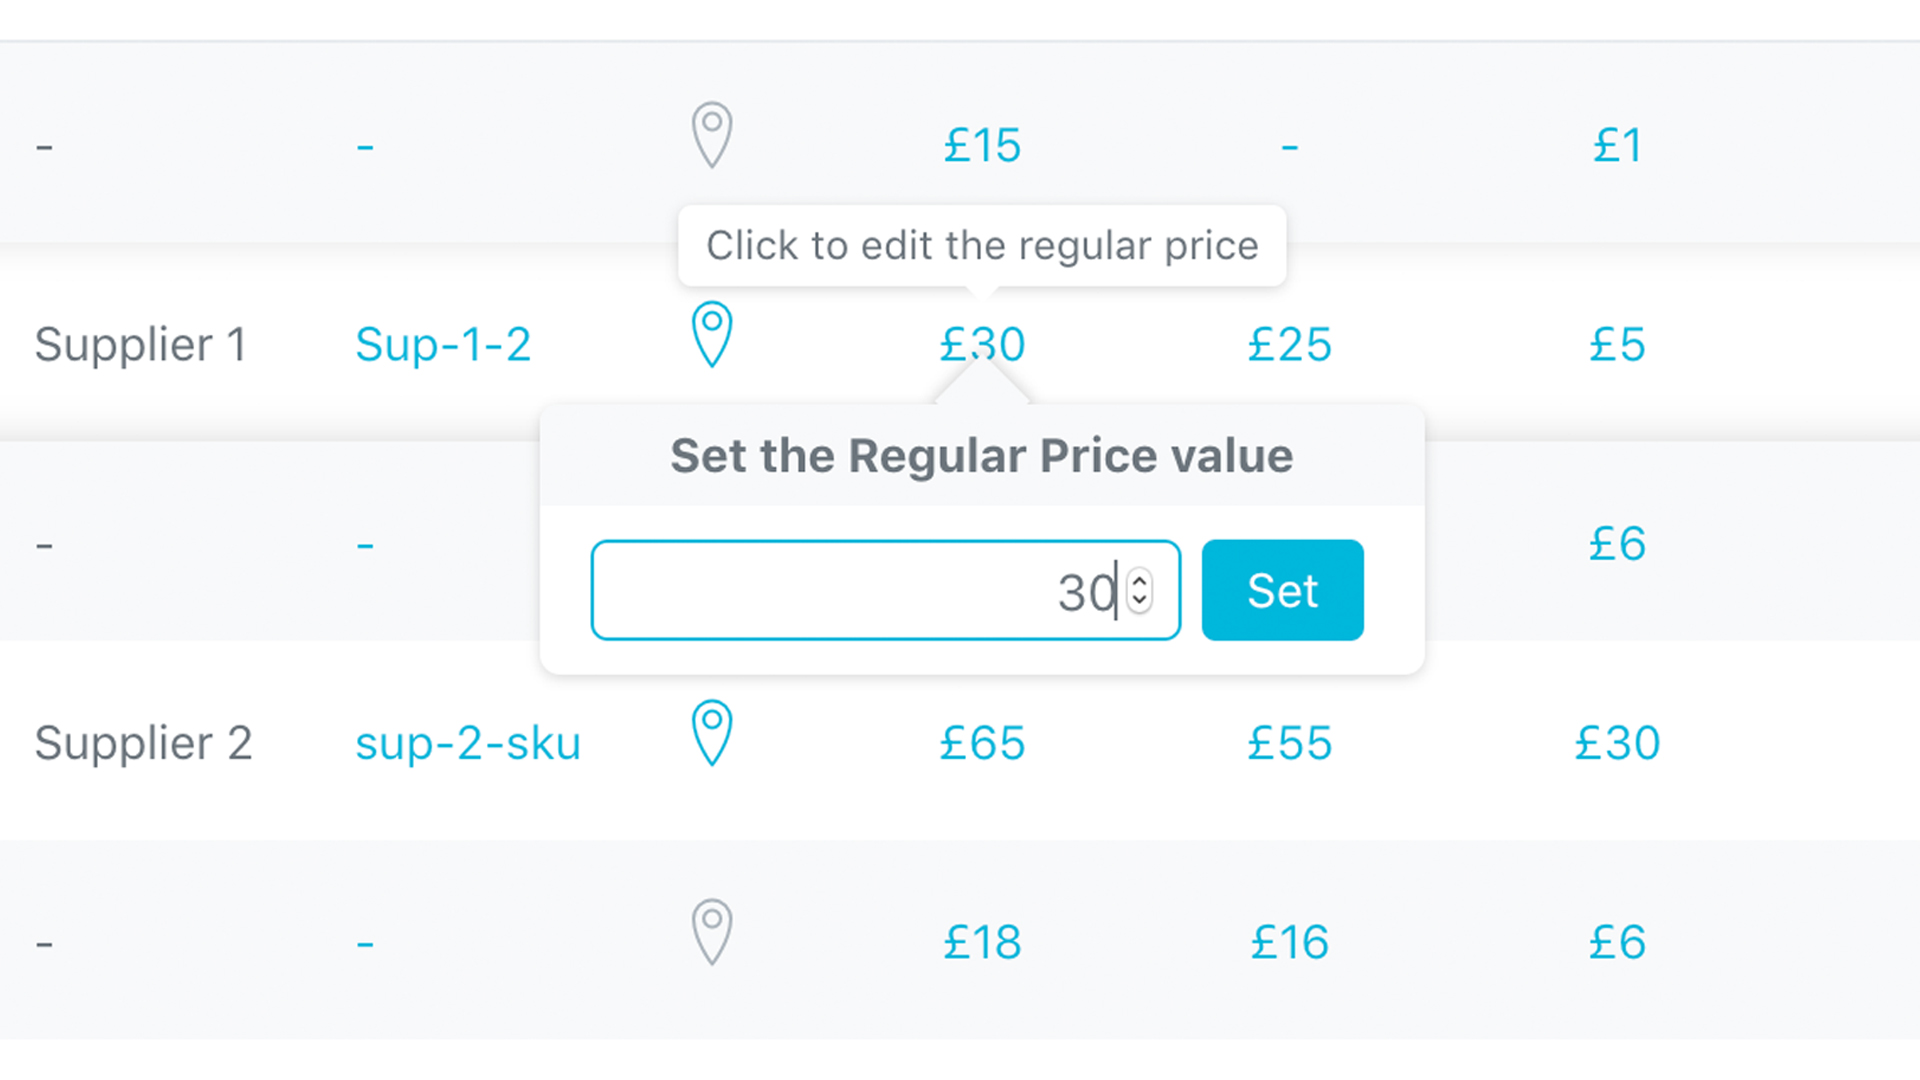 - - £15 - £1
Click to edit the regular price
Supplier 1 Sup-1-2 £30 £25 £5
Set the Regular Price value
- - £6
30 Set
Supplier 2 sup-2-sku £65 £55 £30
- - £18 £16 £6